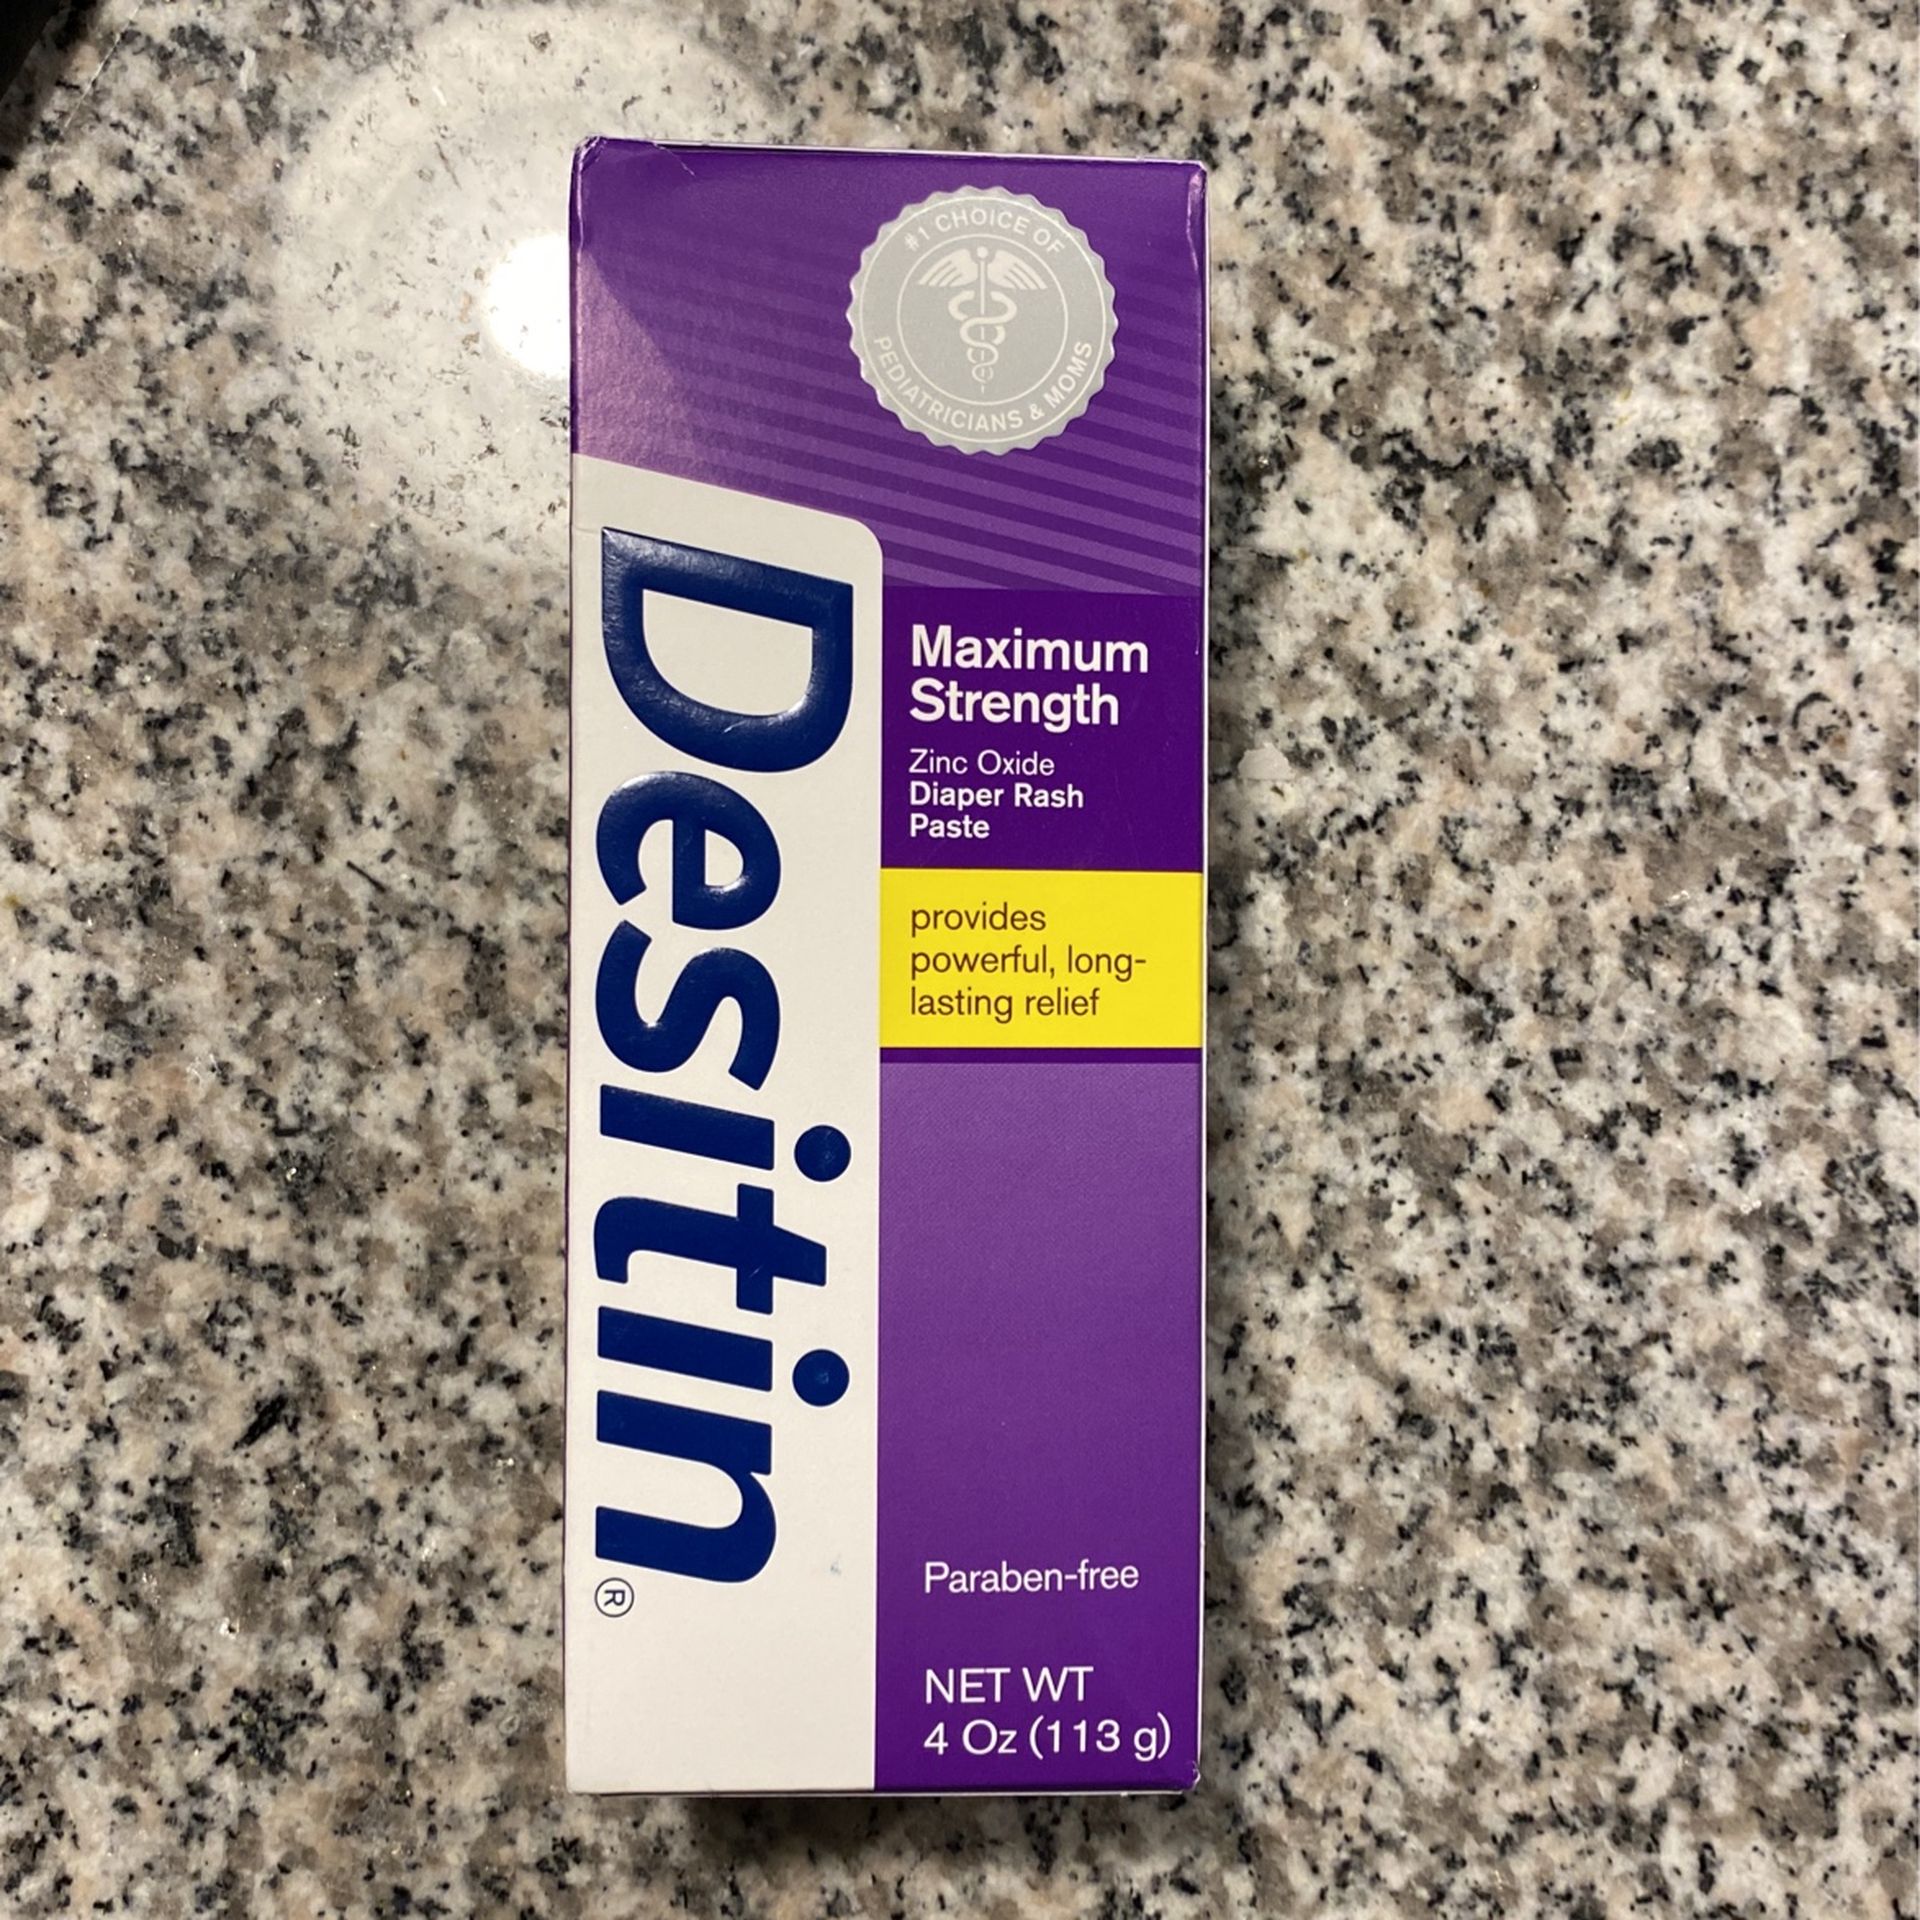 #1 CHOICE OF
PEDIATRICIANS & MOMS
Desitin®
Maximum
Strength
Zinc Oxide
Diaper Rash
Paste
provides
powerful, long-
lasting relief
Paraben-free
NET WT
4 Oz (113 g)